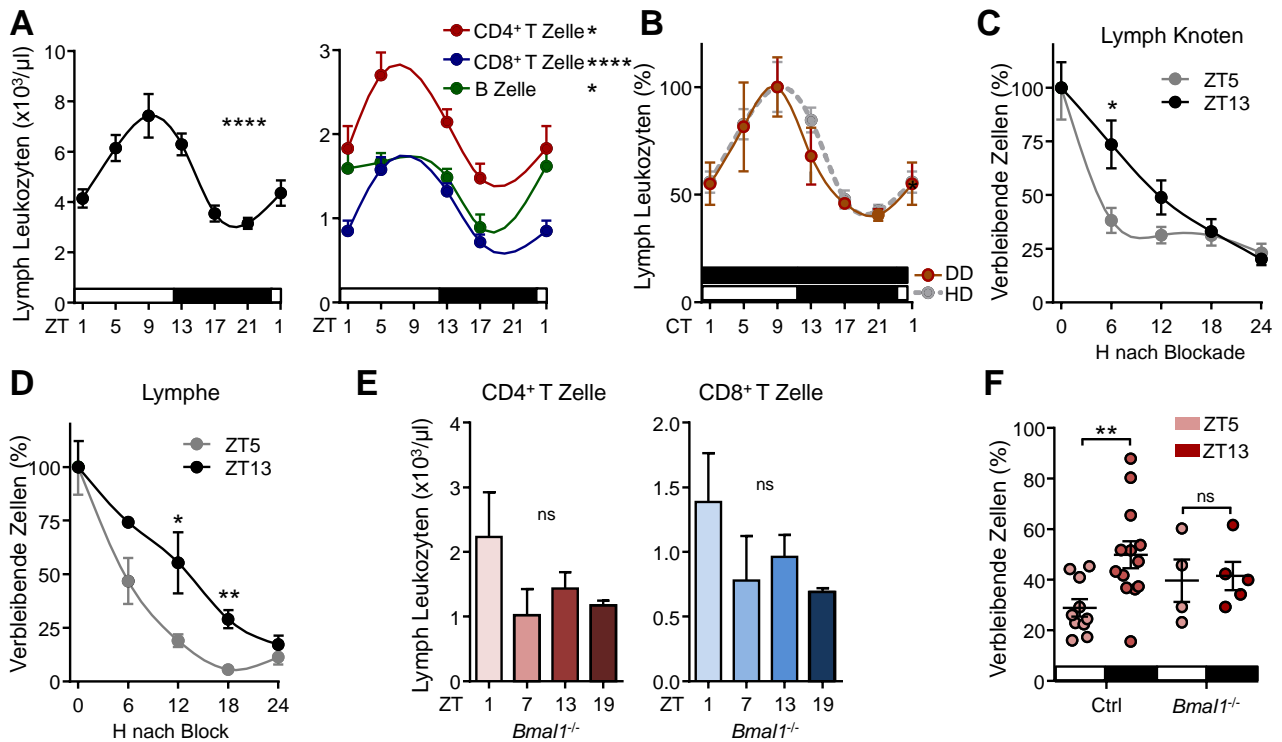 A
Lymph Leukozyten (x10³/µl)
10
8
6
4
2
0
****
ZT 1 5 9 13 17 21 1
CD4⁺ T Zelle *
CD8⁺ T Zelle ****
B Zelle *
3
2
1
0
ZT 1 5 9 13 17 21 1
B
Lymph Leukozyten (%)
100
50
0
*
DD
HD
CT 1 5 9 13 17 21 1
C
Lymph Knoten
Verbleibende Zellen (%)
100
75
50
25
0
ZT5
ZT13
*
0 6 12 18 24
H nach Blockade
D
Lymphe
Verbleibende Zellen (%)
100
75
50
25
0
ZT5
ZT13
*
**
0 6 12 18 24
H nach Block
E
CD4⁺ T Zelle
Lymph Leukozyten (x10³/µl)
4
3
2
1
0
ns
ZT 1 7 13 19
Bmal1⁻/⁻
CD8⁺ T Zelle
2.0
1.5
1.0
0.5
0.0
ns
ZT 1 7 13 19
Bmal1⁻/⁻
F
Verbleibende Zellen (%)
100
80
60
40
20
0
ZT5
ZT13
**
ns
Ctrl Bmal1⁻/⁻